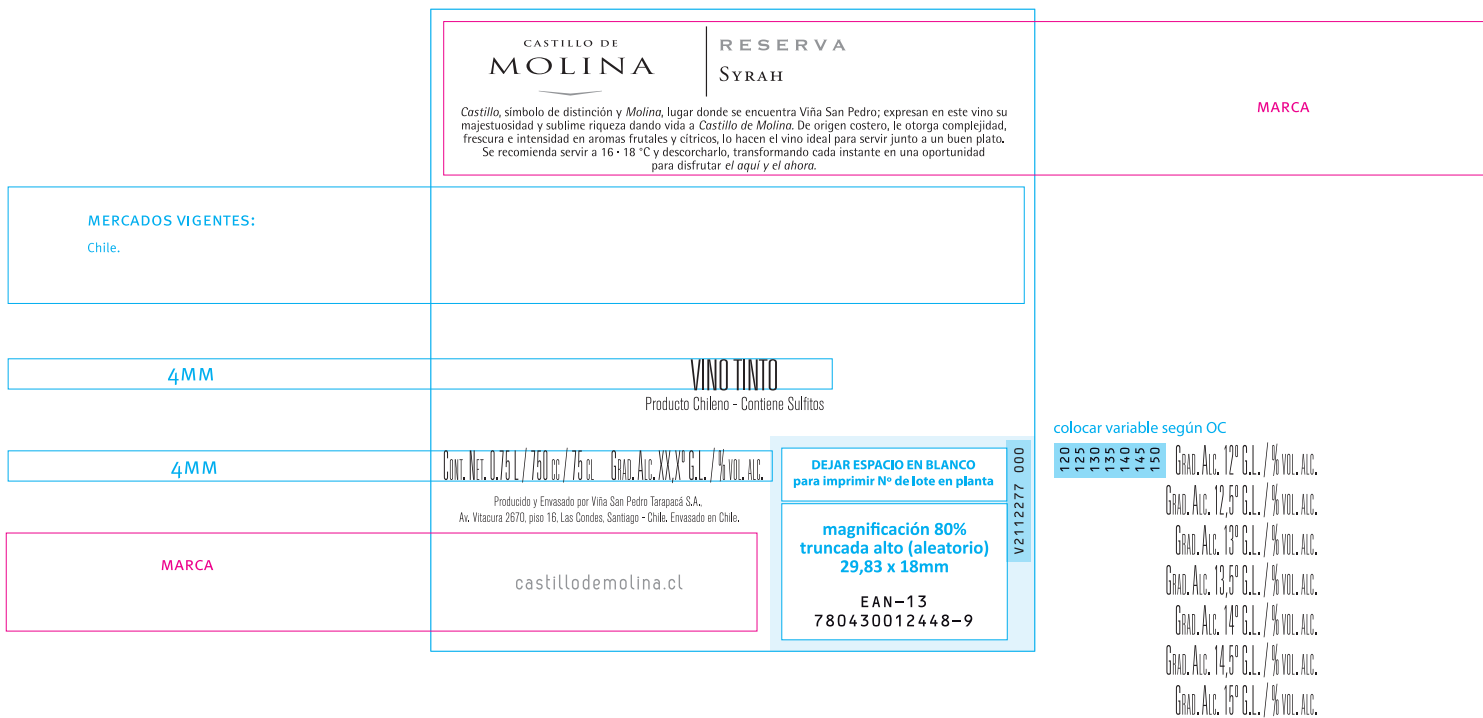 CASTILLO DE
MOLINA
RESERVA
SYRAH
Castillo, símbolo de distinción y Molina, lugar donde se encuentra Viña San Pedro; expresan en este vino su
majestuosidad y sublime riqueza dando vida a Castillo de Molina. De origen costero, le otorga complejidad,
frescura e intensidad en aromas frutales y cítricos, lo hacen el vino ideal para servir junto a un buen plato.
Se recomienda servir a 16 · 18 °C y descorcharlo, transformando cada instante en una oportunidad
para disfrutar el aquí y el ahora.
MARCA
MERCADOS VIGENTES:
Chile.
4MM
VINO TINTO
Producto Chileno - Contiene Sulfitos
4MM
CONT. NET. 0.75 L / 750 CC / 75 CL GRAD. ALC. XX,Xº G.L. / % VOL. ALC.
Producido y Envasado por Viña San Pedro Tarapacá S.A.,
Av. Vitacura 2670, piso 16, Las Condes, Santiago - Chile. Envasado en Chile.
MARCA
castillodemolina.cl
DEJAR ESPACIO EN BLANCO
para imprimir Nº de lote en planta
magnificación 80%
truncada alto (aleatorio)
29,83 x 18mm
EAN-13
780430012448-9
V2112277 000
colocar variable según OC
120
125
130
135
140
145
150
GRAD. ALC. 12º G.L. / % VOL. ALC.
GRAD. ALC. 12,5º G.L. / % VOL. ALC.
GRAD. ALC. 13º G.L. / % VOL. ALC.
GRAD. ALC. 13,5º G.L. / % VOL. ALC.
GRAD. ALC. 14º G.L. / % VOL. ALC.
GRAD. ALC. 14,5º G.L. / % VOL. ALC.
GRAD. ALC. 15º G.L. / % VOL. ALC.